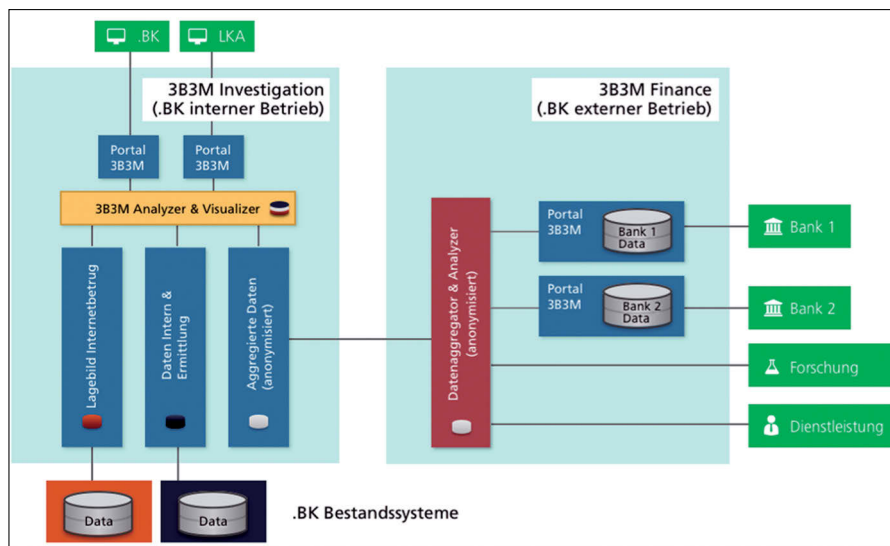 .BK
LKA
3B3M Investigation
(.BK interner Betrieb)
3B3M Finance
(.BK externer Betrieb)
Portal
3B3M
Portal
3B3M
3B3M Analyzer & Visualizer
Lagebild Internetbetrug
Daten Intern &
Ermittlung
Aggregierte Daten
(anonymisiert)
Datenaggregator & Analyzer
(anonymisiert)
Portal
3B3M
Bank 1
Data
Bank 1
Portal
3B3M
Bank 2
Data
Bank 2
Forschung
Dienstleistung
Data
Data
.BK Bestandssysteme